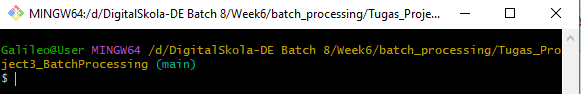 MINGW64:/d/DigitalSkola-DE Batch 8/Week6/batch_processing/Tugas_Proje...
Galileo@User MINGW64 /d/DigitalSkola-DE Batch 8/Week6/batch_processing/Tugas_Pro
ject3_BatchProcessing (main)
$